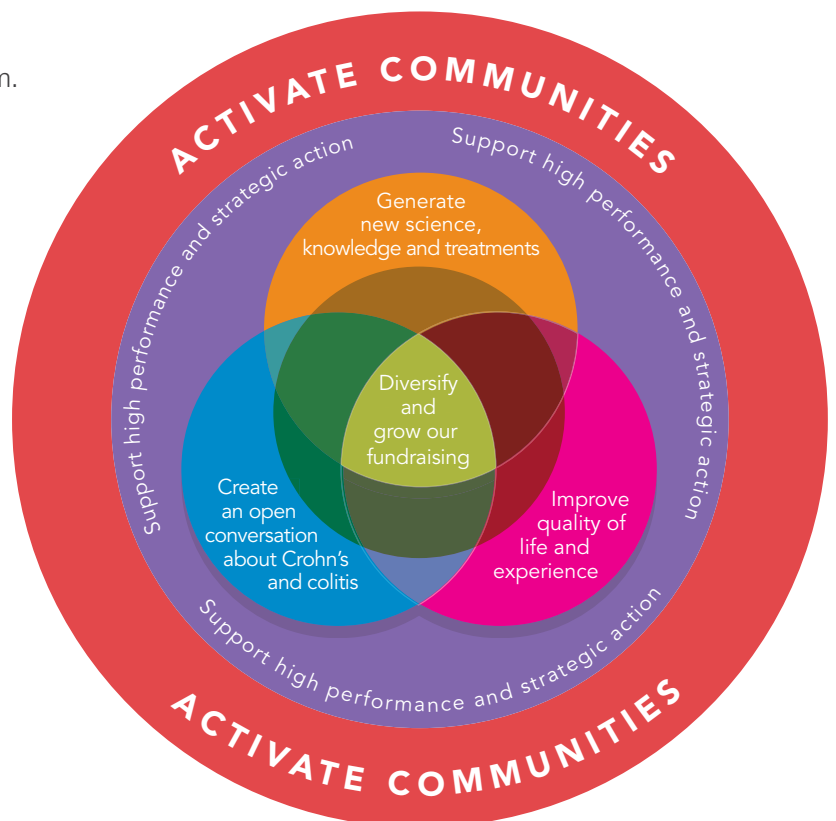 n.
ACTIVATE COMMUNITIES
Support high performance and strategic action
Support high performance and strategic action
Generate
new science,
knowledge and treatments
Diversify
and
grow our
fundraising
Create
an open
conversation
about Crohn’s
and colitis
Improve
quality of
life and
experience
Support high performance and strategic action
ACTIVATE COMMUNITIES